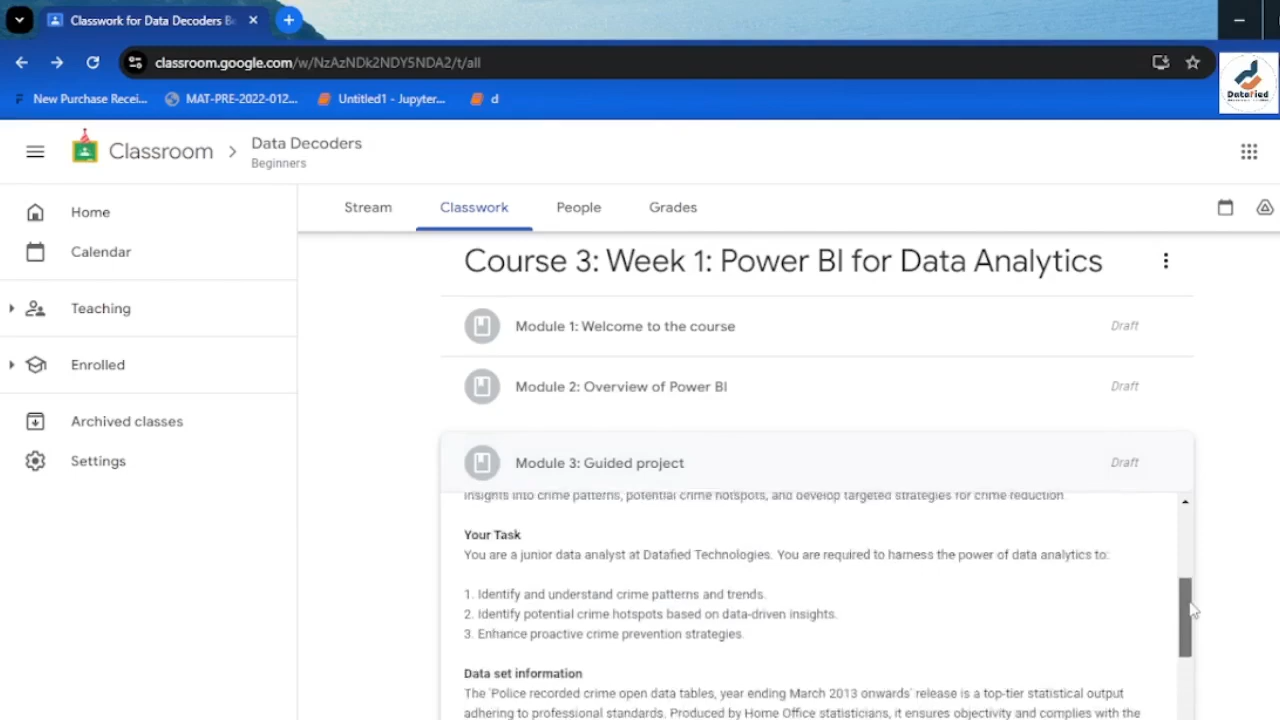 Classwork for Data Decoders Be
classroom.google.com/w/NzAzNDk2NDY5NDA2/t/all
New Purchase Recei...
MAT-PRE-2022-012...
Untitled1 - Jupyter...
d
Datafied
Classroom
Data Decoders
Beginners
Home
Calendar
Teaching
Enrolled
Archived classes
Settings
Stream
Classwork
People
Grades
Course 3: Week 1: Power BI for Data Analytics
Module 1: Welcome to the course
Draft
Module 2: Overview of Power BI
Draft
Module 3: Guided project
Draft
insights into crime patterns, potential crime hotspots, and develop targeted strategies for crime reduction.
Your Task
You are a junior data analyst at Datafied Technologies. You are required to harness the power of data analytics to:
1. Identify and understand crime patterns and trends.
2. Identify potential crime hotspots based on data-driven insights.
3. Enhance proactive crime prevention strategies.
Data set information
The 'Police recorded crime open data tables, year ending March 2013 onwards' release is a top-tier statistical output
adhering to professional standards. Produced by Home Office statisticians, it ensures objectivity and complies with the